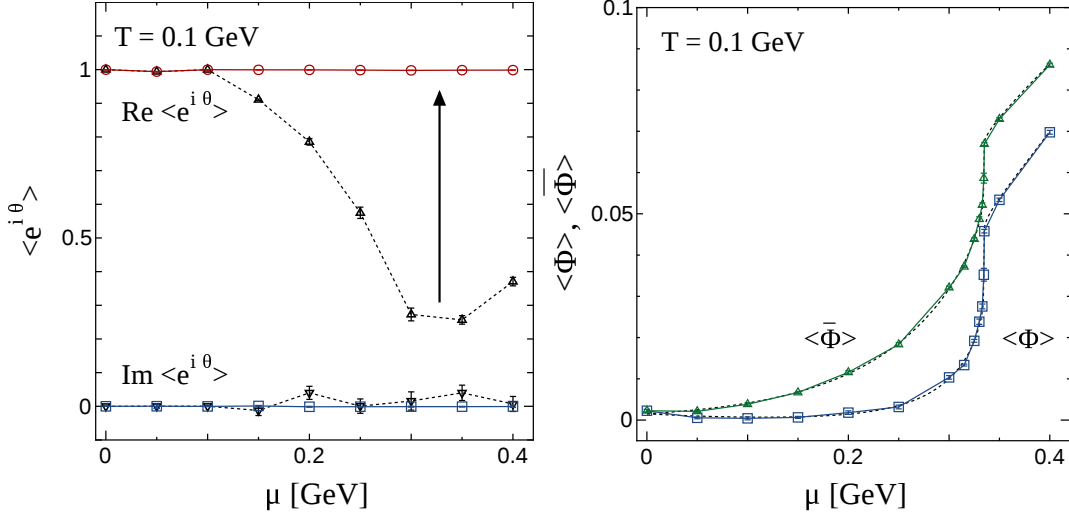 T = 0.1 GeV
1
Re <e^{i θ}>
<e^{i θ}>
0.5
Im <e^{i θ}>
0
0 0.2 0.4
μ [GeV]
0.1
T = 0.1 GeV
<Φ>, <Φ̅>
0.05
<Φ̅> <Φ>
0
0 0.2 0.4
μ [GeV]